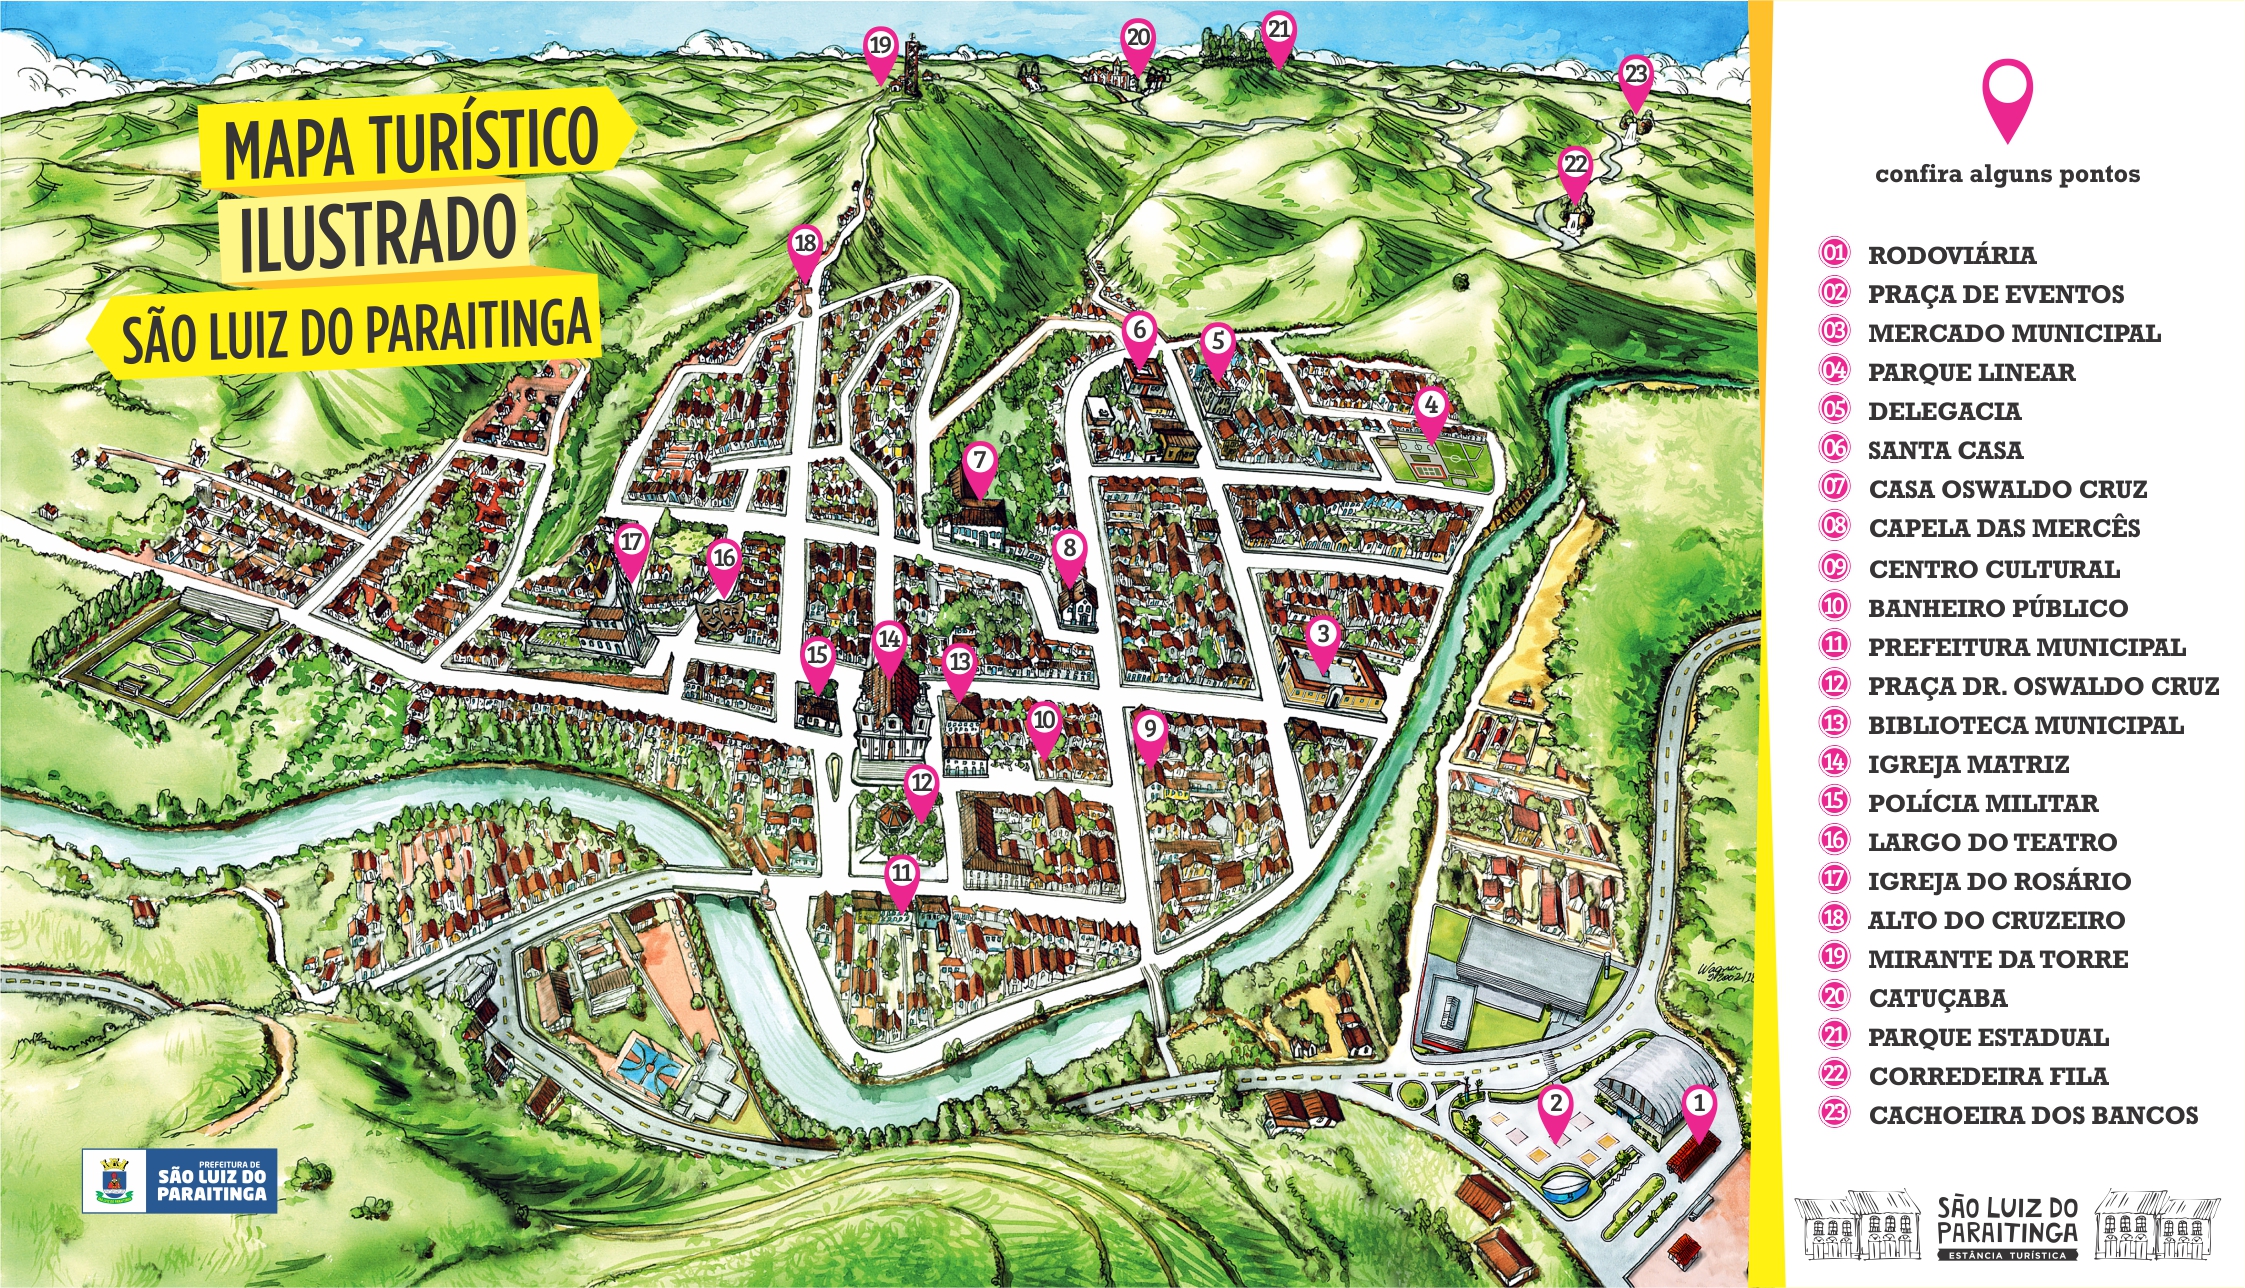 MAPA TURÍSTICO
ILUSTRADO
SÃO LUIZ DO PARAITINGA
19
20
21
23
22
18
6
5
4
7
8
17
16
3
15
14
13
10
9
12
11
2
1
PREFEITURA DE
SÃO LUIZ DO
PARAITINGA
confira alguns pontos
01 RODOVIÁRIA
02 PRAÇA DE EVENTOS
03 MERCADO MUNICIPAL
04 PARQUE LINEAR
05 DELEGACIA
06 SANTA CASA
07 CASA OSWALDO CRUZ
08 CAPELA DAS MERCÊS
09 CENTRO CULTURAL
10 BANHEIRO PÚBLICO
11 PREFEITURA MUNICIPAL
12 PRAÇA DR. OSWALDO CRUZ
13 BIBLIOTECA MUNICIPAL
14 IGREJA MATRIZ
15 POLÍCIA MILITAR
16 LARGO DO TEATRO
17 IGREJA DO ROSÁRIO
18 ALTO DO CRUZEIRO
19 MIRANTE DA TORRE
20 CATUÇABA
21 PARQUE ESTADUAL
22 CORREDEIRA FILA
23 CACHOEIRA DOS BANCOS
SÃO LUIZ DO
PARAITINGA
ESTÂNCIA TURÍSTICA